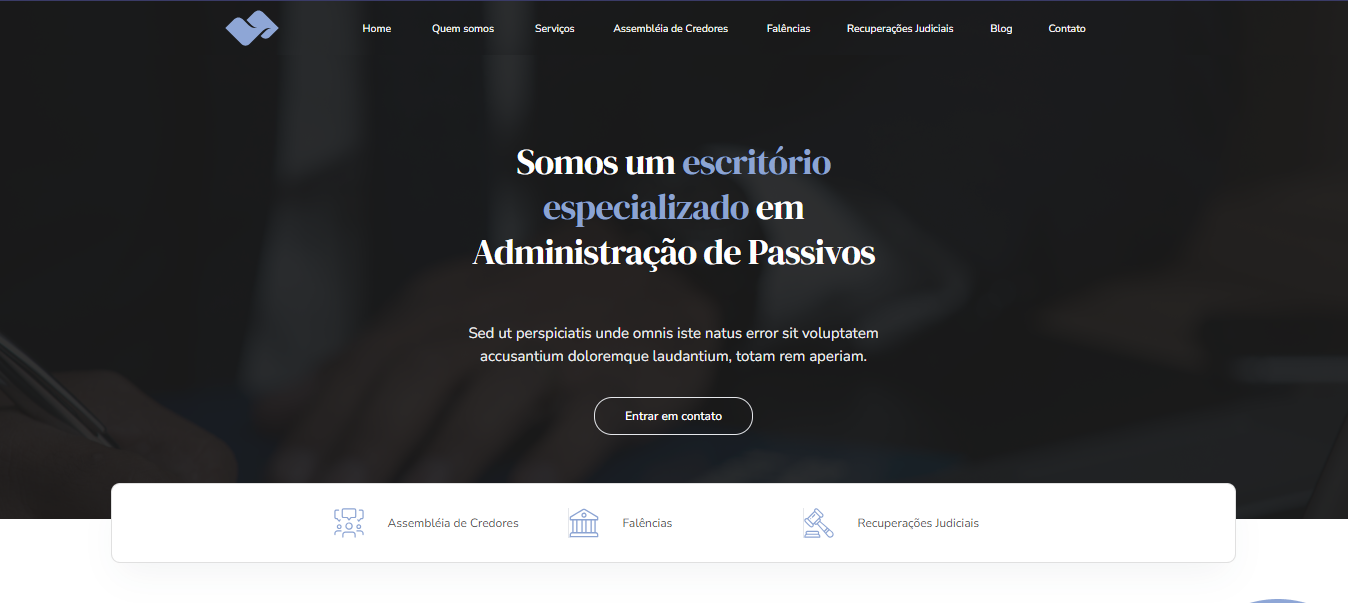 Home Quem somos Serviços Assembléia de Credores Falências Recuperações Judiciais Blog Contato
Somos um escritório
especializado em
Administração de Passivos
Sed ut perspiciatis unde omnis iste natus error sit voluptatem
accusantium doloremque laudantium, totam rem aperiam.
Entrar em contato
Assembléia de Credores Falências Recuperações Judiciais